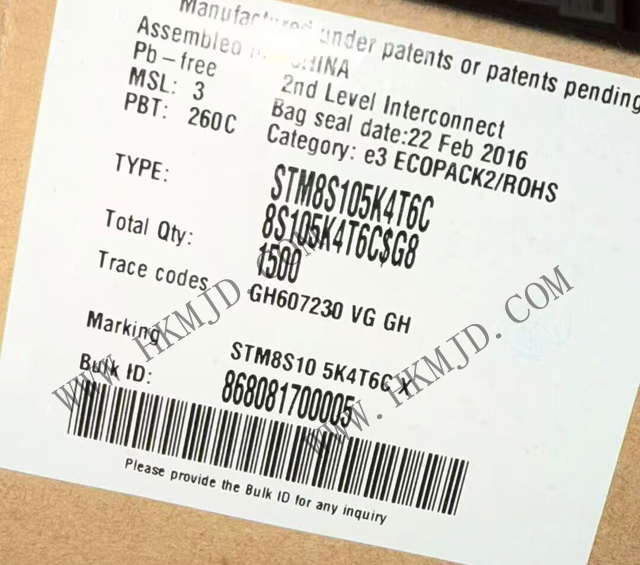 Manufactured under patents or patents pending
Assembled in CHINA
Pb-free 2nd Level Interconnect
MSL: 3 Bag seal date:22 Feb 2016
PBT: 260C Category: e3 ECOPACK2/ROHS
TYPE: STM8S105K4T6C
8S105K4T6C$G8
Total Qty: 1500
Trace codes GH607230 VG GH
Marking STM8S10 5K4T6C
Bulk ID: 868081700005
Please provide the Bulk ID for any inquiry
WWW.HKMJD.COM
WWW.HKMJD.COM